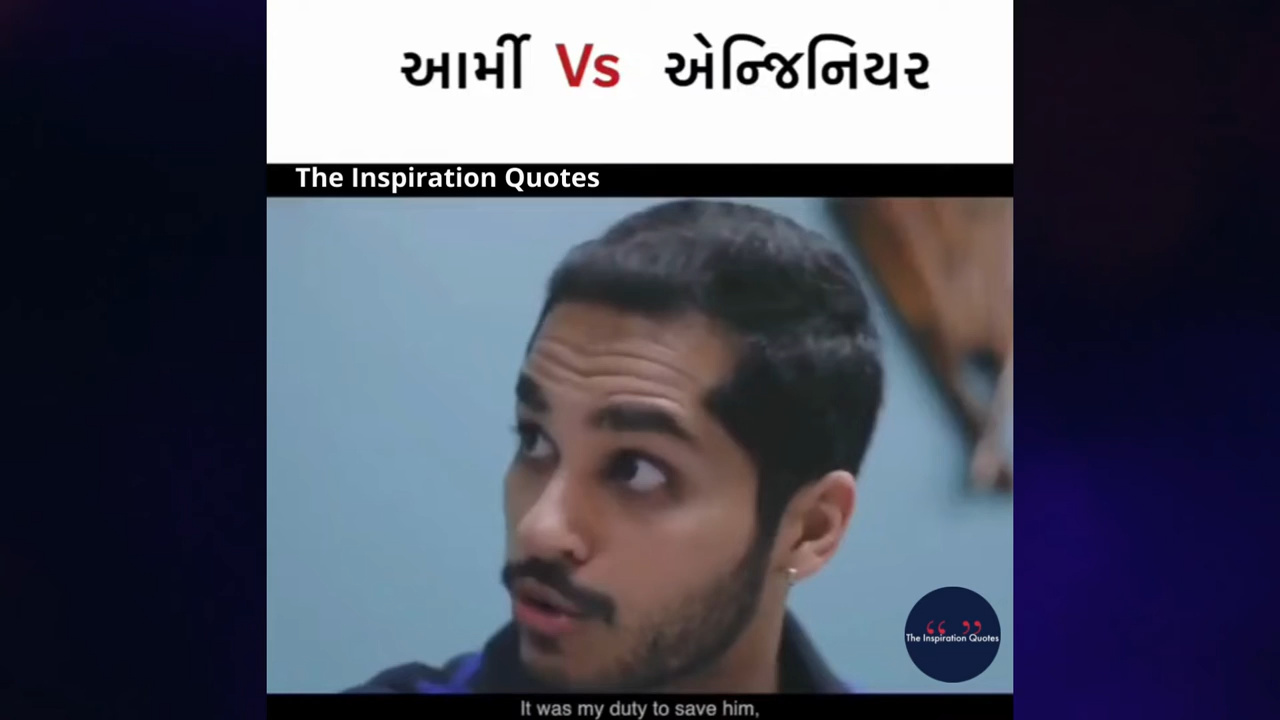 આર્મી Vs એન્જિનિયર
The Inspiration Quotes
“ ”
The Inspiration Quotes
It was my duty to save him,